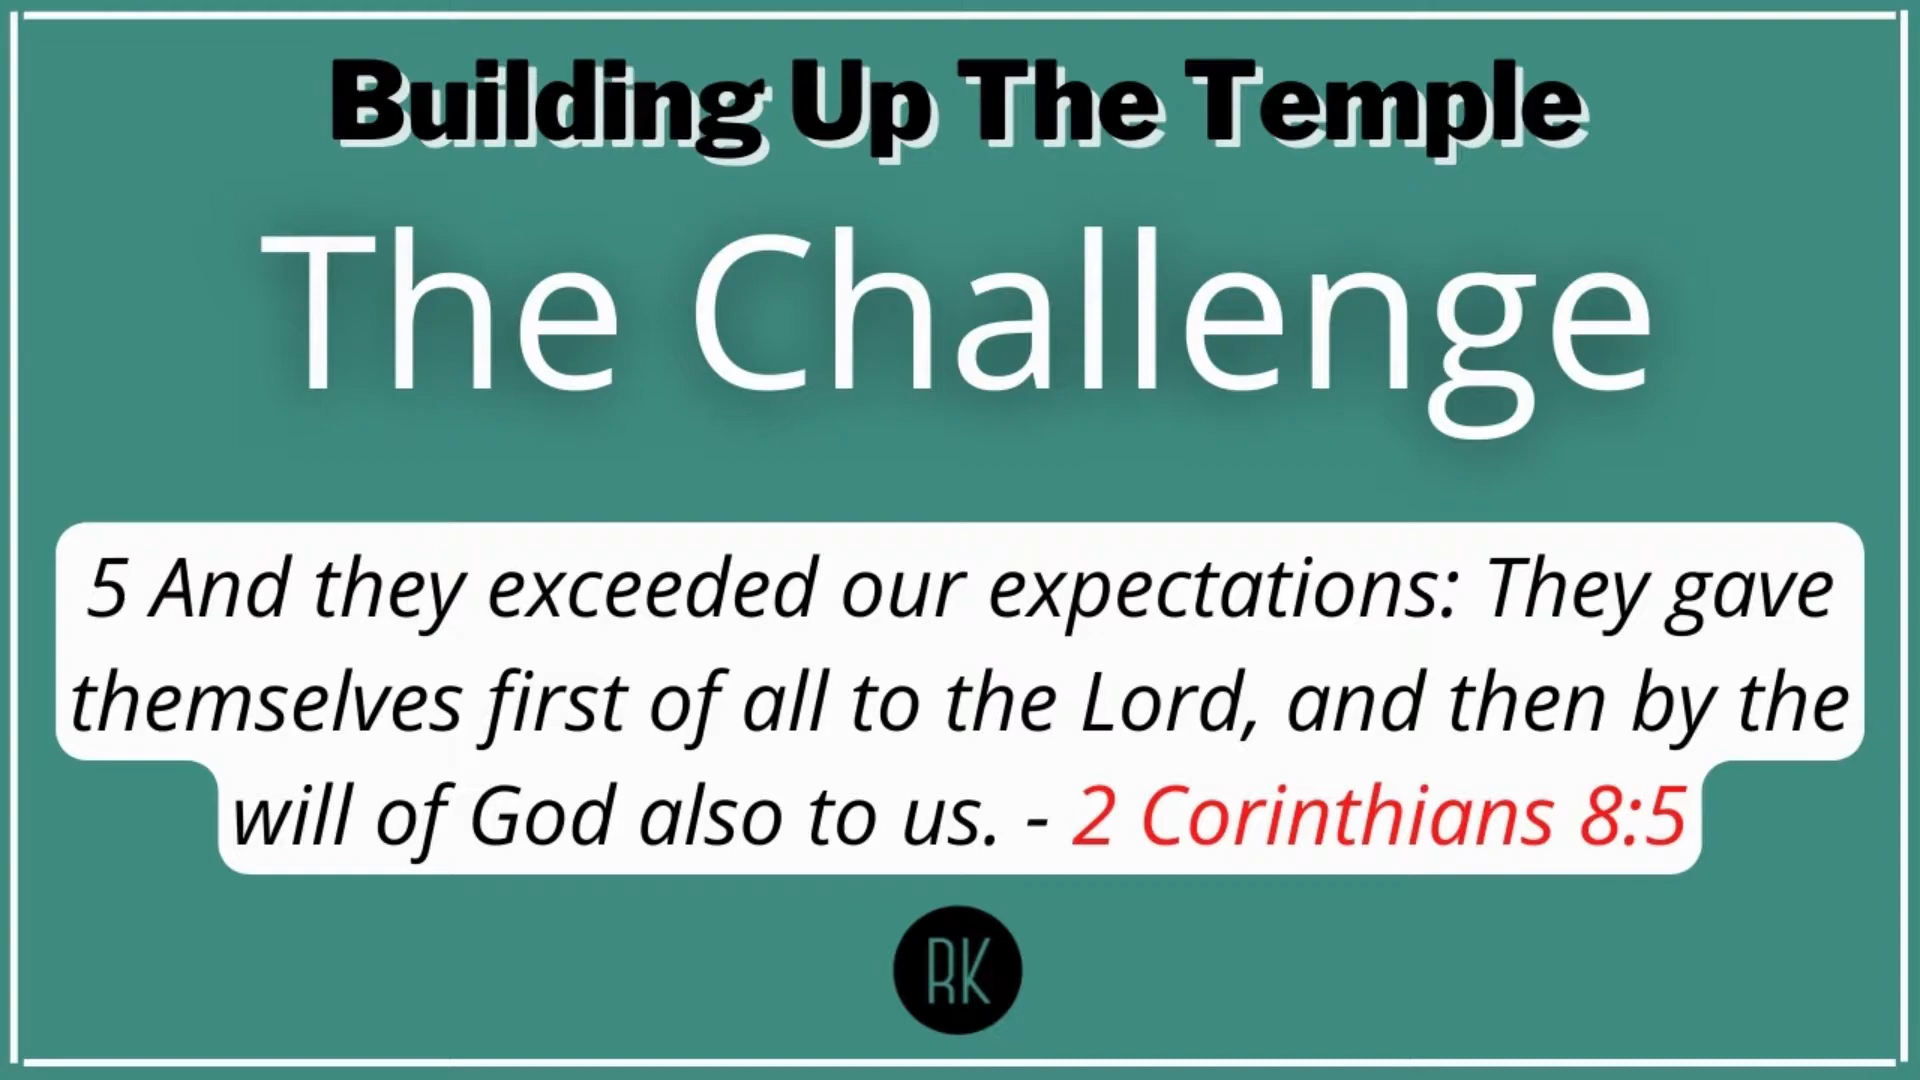 Building Up The Temple
The Challenge
5 And they exceeded our expectations: They gave
themselves first of all to the Lord, and then by the
will of God also to us. - 2 Corinthians 8:5
RK